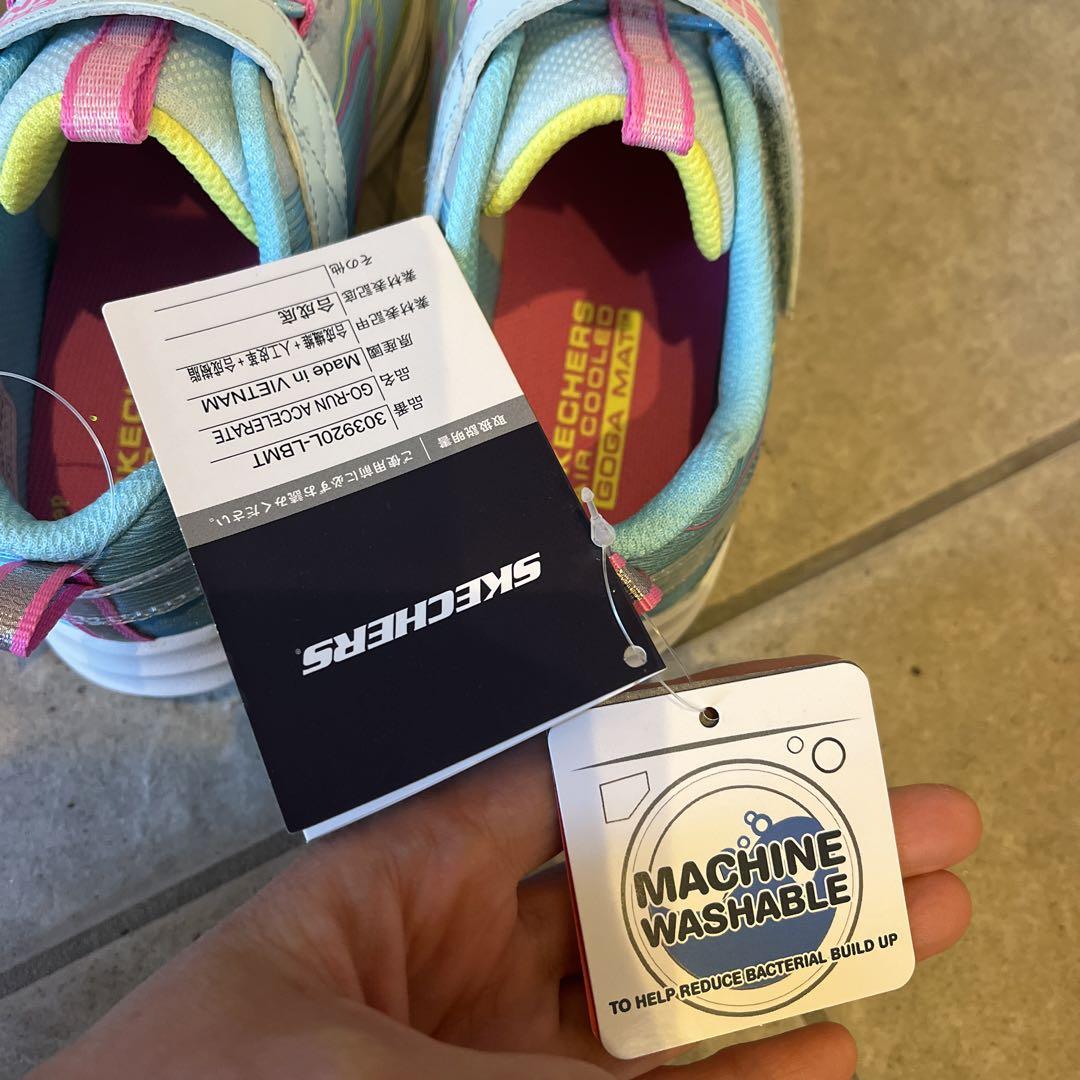 取扱説明書 | ご使用前に必ずお読みください。
品番 303920L-LBMT
品名 GO-RUN ACCELERATE
原産國 Made in VIETNAM
素材表記甲 合成繊維+人工皮革+合成樹脂
素材表記底 合成底
その他
SKECHERS
SKECHERS
AIR COOLED
GOGA MAT
MACHINE
WASHABLE
TO HELP REDUCE BACTERIAL BUILD UP